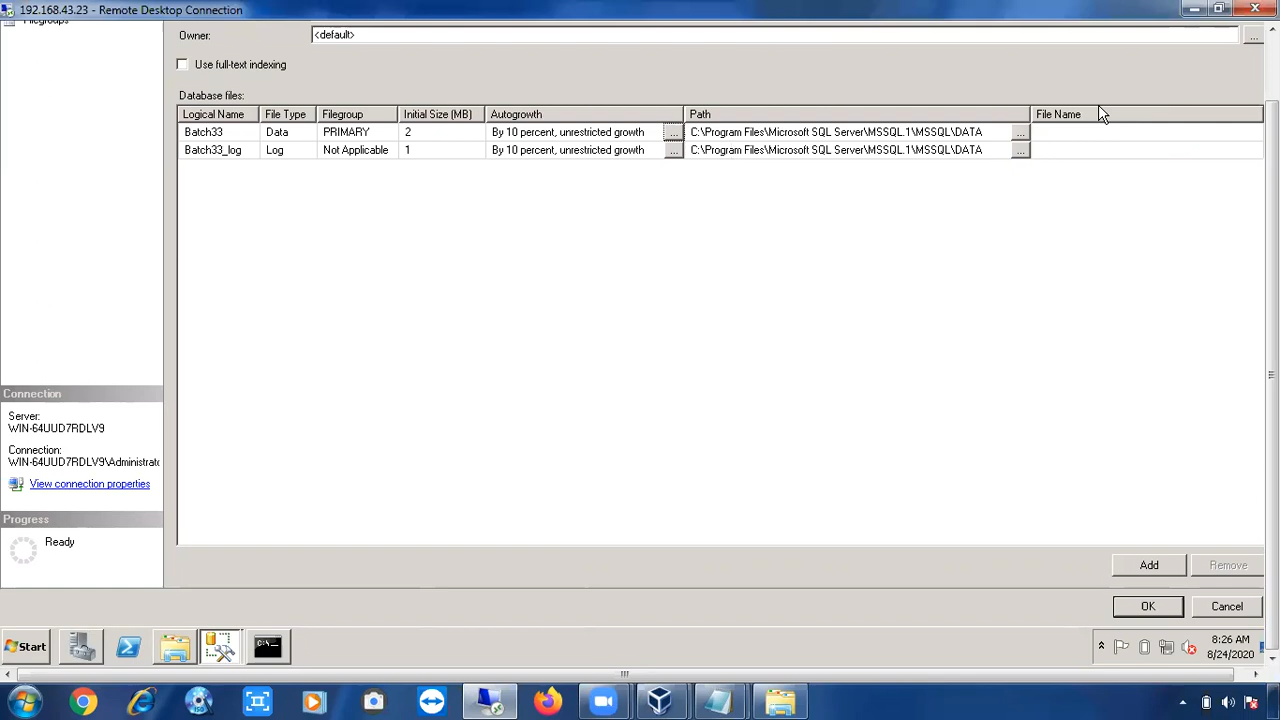 192.168.43.23 - Remote Desktop Connection
Filegroups
Owner:
<default>
...
Use full-text indexing
Database files:
Logical Name File Type Filegroup Initial Size (MB) Autogrowth Path File Name
Batch33 Data PRIMARY 2 By 10 percent, unrestricted growth ... C:\Program Files\Microsoft SQL Server\MSSQL.1\MSSQL\DATA ...
Batch33_log Log Not Applicable 1 By 10 percent, unrestricted growth ... C:\Program Files\Microsoft SQL Server\MSSQL.1\MSSQL\DATA ...
Connection
Server:
WIN-64UUD7RDLV9
Connection:
WIN-64UUD7RDLV9\Administrato
View connection properties
Progress
Ready
Add Remove
OK Cancel
Start
8:26 AM
8/24/2020